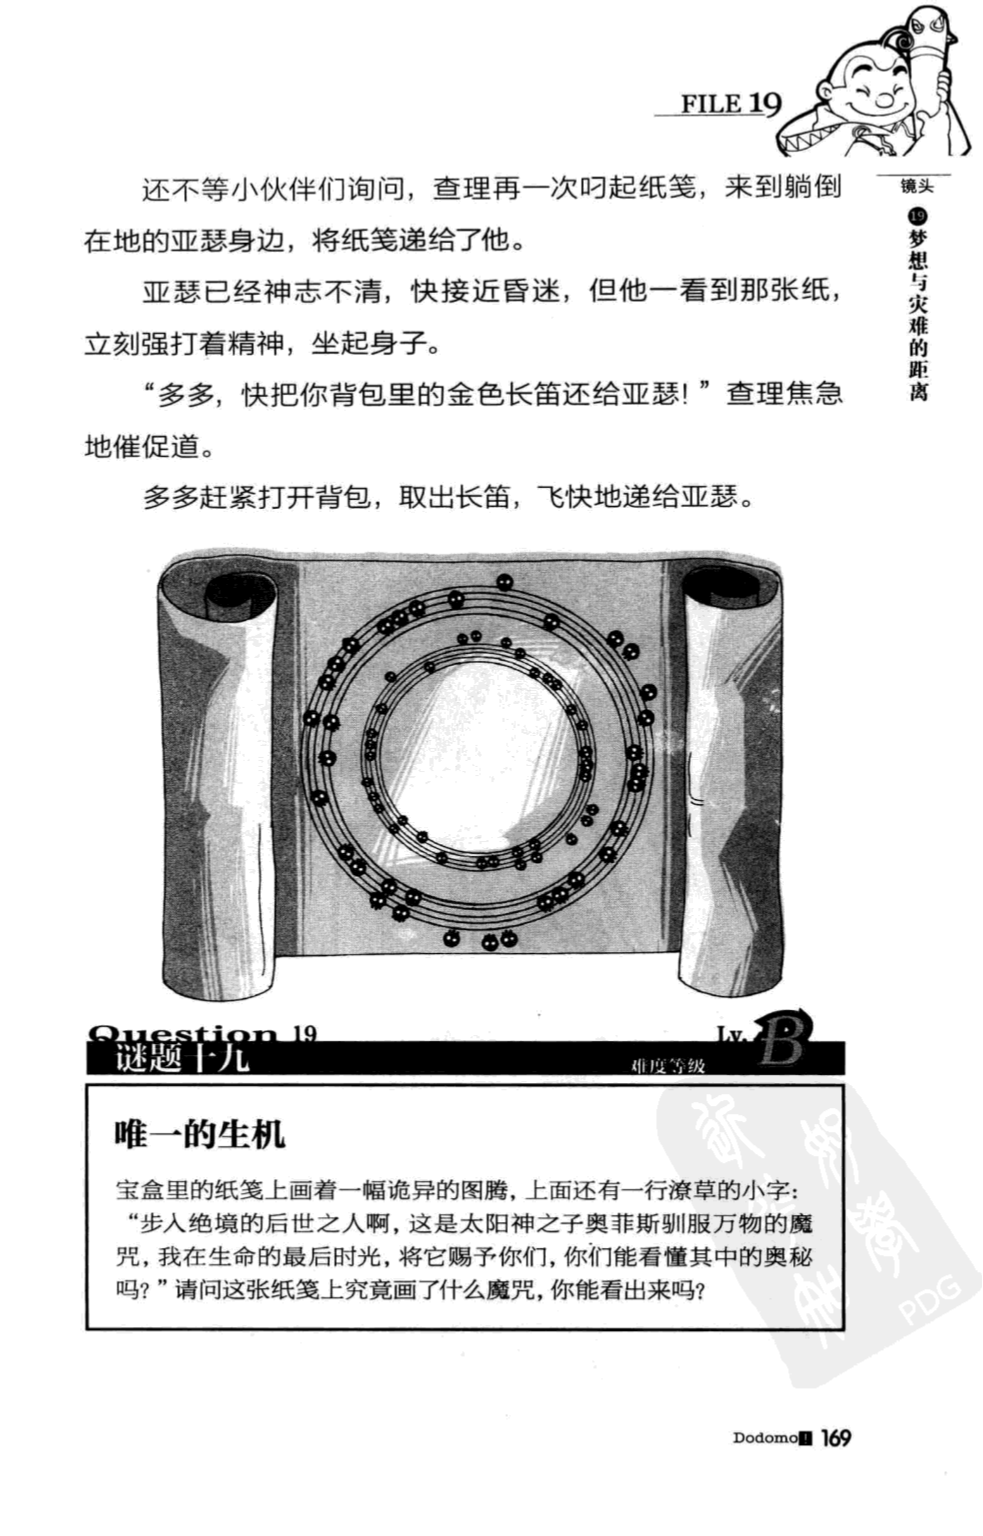 FILE 19
镜头
⑲梦想与灾难的距离
还不等小伙伴们询问，查理再一次叼起纸笺，来到躺倒
在地的亚瑟身边，将纸笺递给了他。
亚瑟已经神志不清，快接近昏迷，但他一看到那张纸，
立刻强打着精神，坐起身子。
“多多，快把你背包里的金色长笛还给亚瑟！”查理焦急
地催促道。
多多赶紧打开背包，取出长笛，飞快地递给亚瑟。
Question 19
Lv. B
谜题十九
难度等级
唯一的生机
宝盒里的纸笺上画着一幅诡异的图腾，上面还有一行潦草的小字：
“步入绝境的后世之人啊，这是太阳神之子奥菲斯驯服万物的魔
咒，我在生命的最后时光，将它赐予你们，你们能看懂其中的奥秘
吗？”请问这张纸笺上究竟画了什么魔咒，你能看出来吗？
PDG
Dodomo! 169